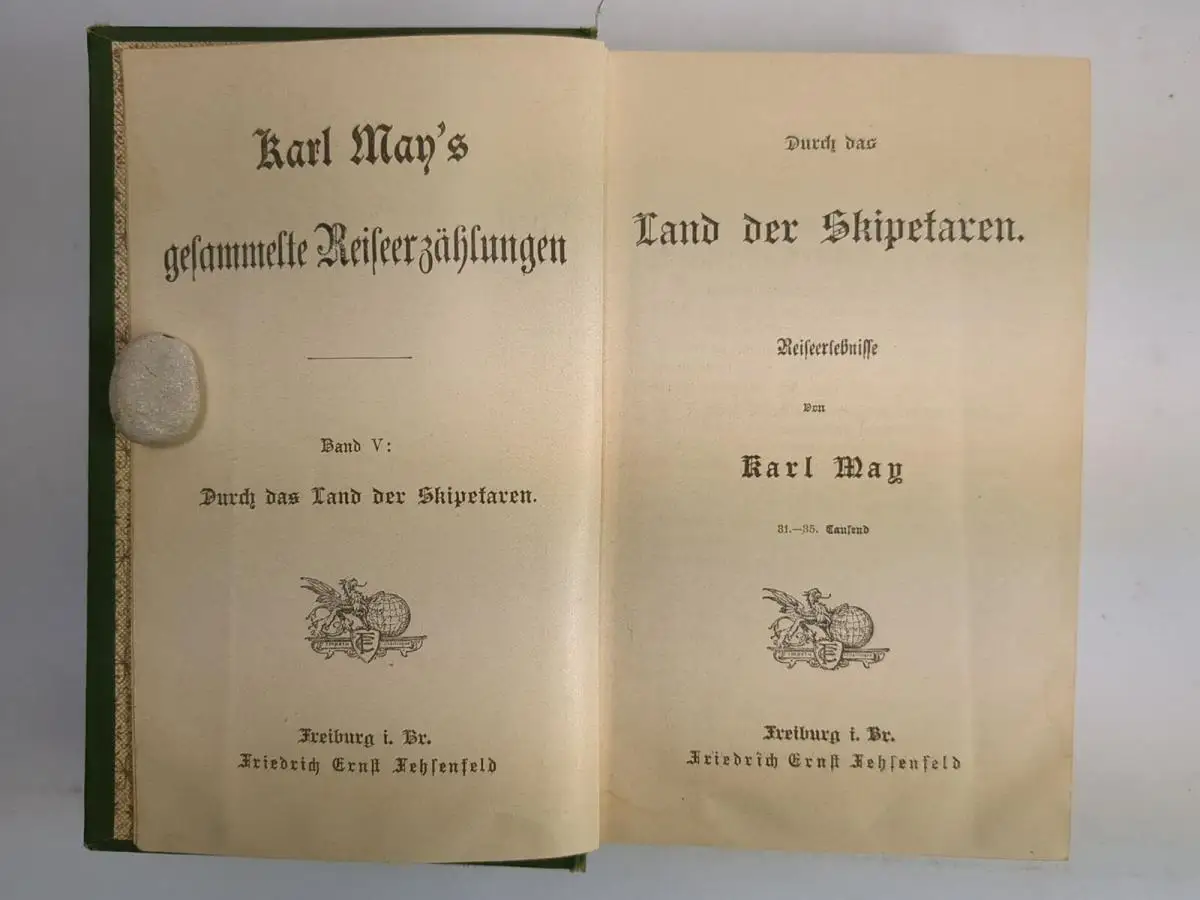 Karl May's
gesammelte Reiseerzählungen
Band V:
Durch das Land der Skipetaren.
Freiburg i. Br.
Friedrich Ernst Fehsenfeld
Durch das
Land der Skipetaren.
Reiseerlebnisse
von
Karl May
31.—35. Tausend
Freiburg i. Br.
Friedrich Ernst Fehsenfeld